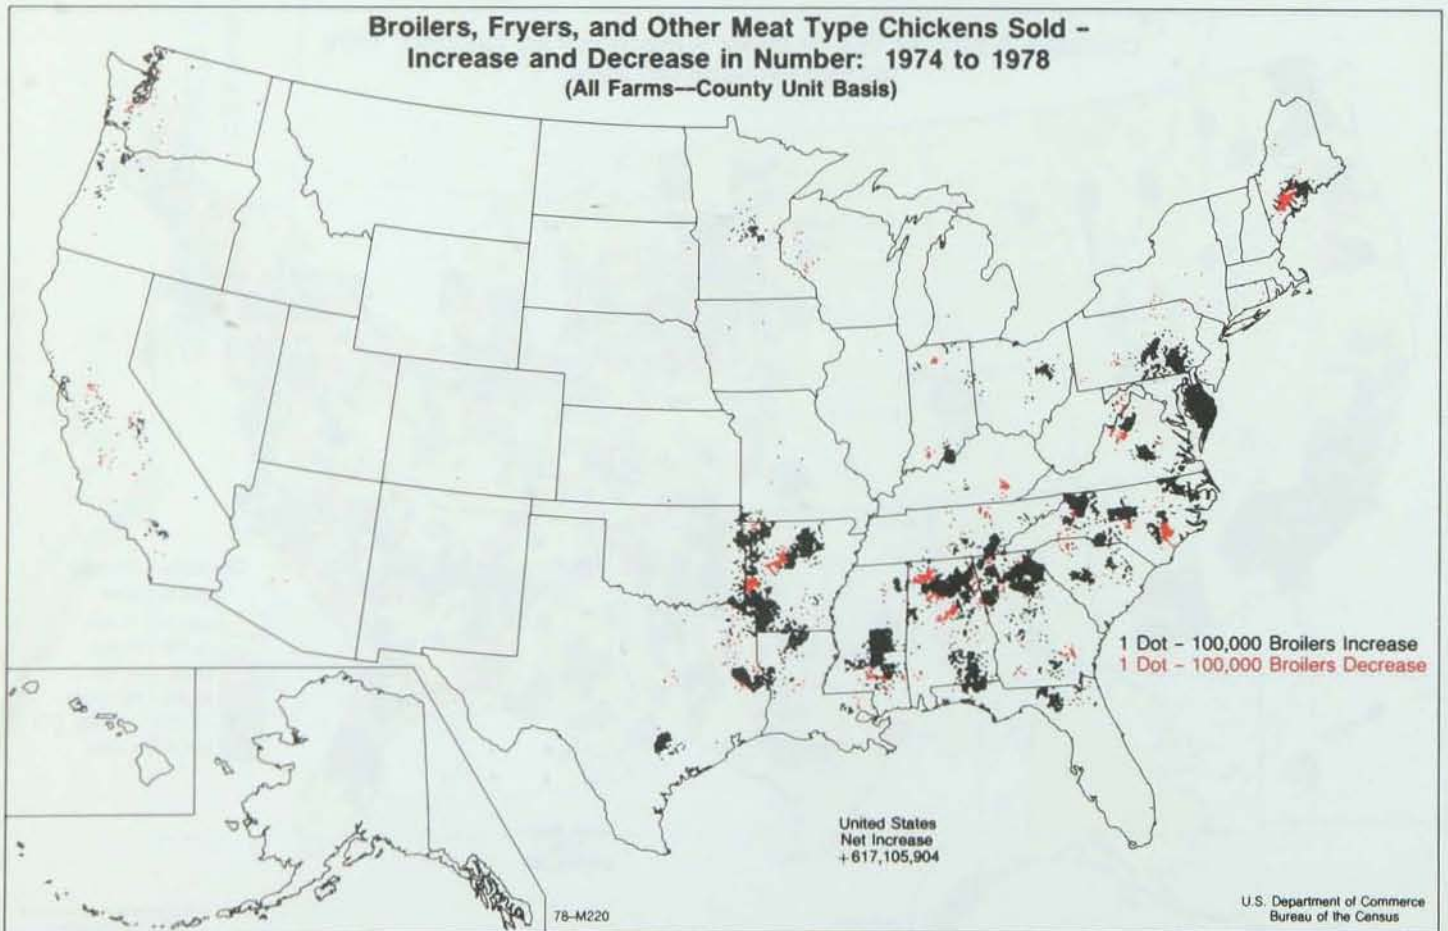 Broilers, Fryers, and Other Meat Type Chickens Sold –
Increase and Decrease in Number: 1974 to 1978
(All Farms—County Unit Basis)
1 Dot – 100,000 Broilers Increase
1 Dot – 100,000 Broilers Decrease
United States
Net Increase
+617,105,904
78-M220
U.S. Department of Commerce
Bureau of the Census